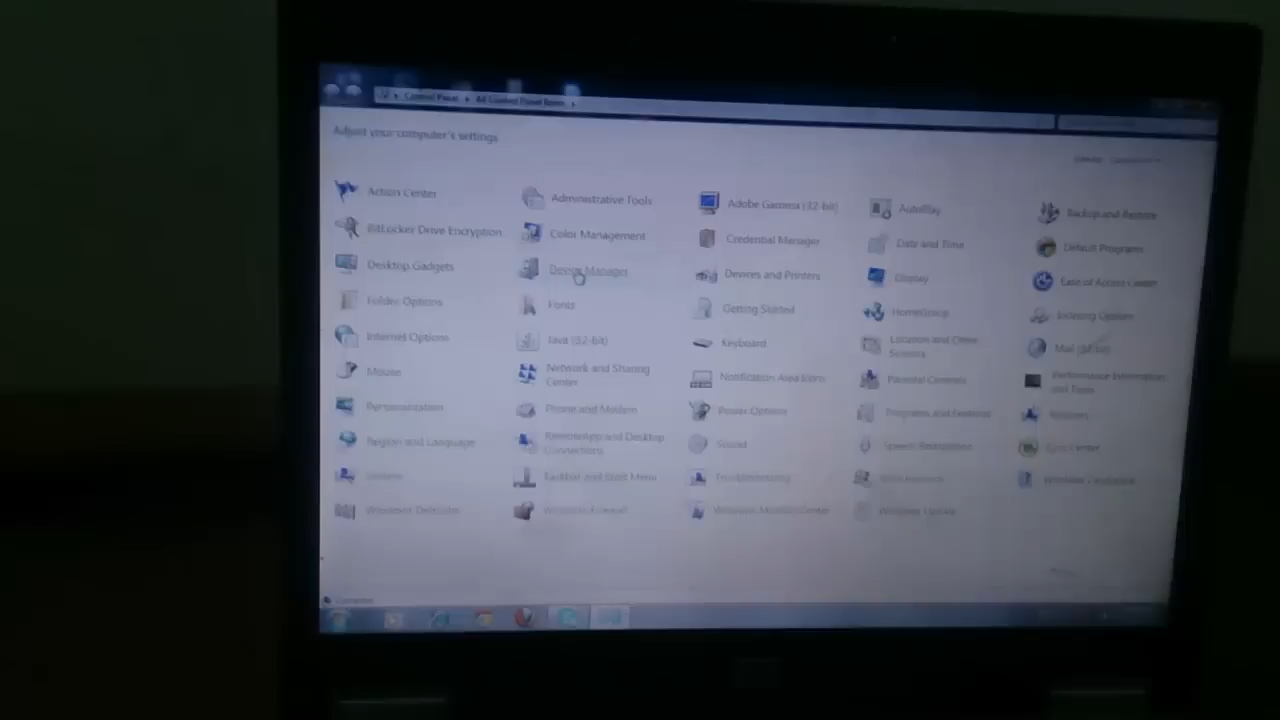 Control Panel ▸ All Control Panel Items ▸
Adjust your computer's settings
Action Center
Administrative Tools
Adobe Gamma (32-bit)
AutoPlay
Backup and Restore
BitLocker Drive Encryption
Color Management
Credential Manager
Date and Time
Default Programs
Desktop Gadgets
Device Manager
Devices and Printers
Display
Ease of Access Center
Folder Options
Fonts
Getting Started
HomeGroup
Indexing Options
Internet Options
Java (32-bit)
Keyboard
Location and Other
Sensors
Mail (32-bit)
Mouse
Network and Sharing
Center
Notification Area Icons
Parental Controls
Performance Information
and Tools
Personalization
Phone and Modem
Power Options
Programs and Features
Recovery
Region and Language
RemoteApp and Desktop
Connections
Sound
Speech Recognition
Sync Center
System
Taskbar and Start Menu
Troubleshooting
User Accounts
Windows CardSpace
Windows Defender
Windows Firewall
Windows Mobility Center
Windows Update